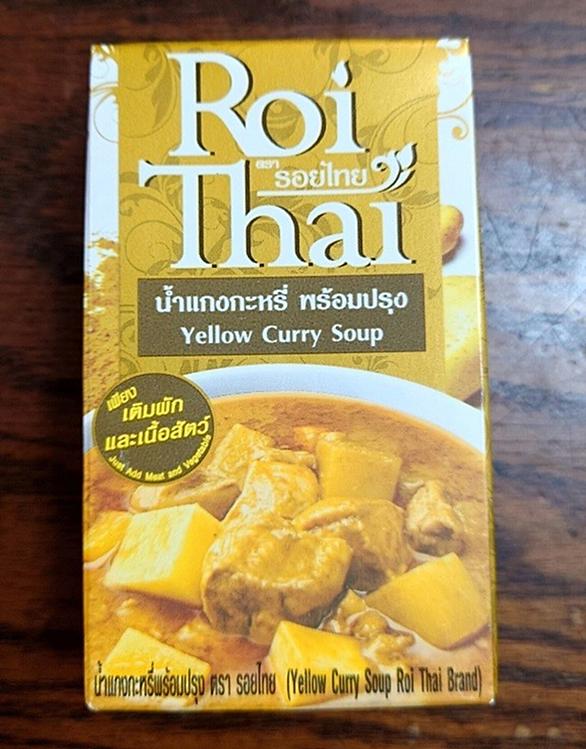 Roi
ตรา รอยไทย
Thai
น้ำแกงกะหรี่ พร้อมปรุง
Yellow Curry Soup
เพียง
เติมผัก
และเนื้อสัตว์
Just Add Meat and Vegetable
น้ำแกงกะหรี่พร้อมปรุง ตรา รอยไทย (Yellow Curry Soup Roi Thai Brand)